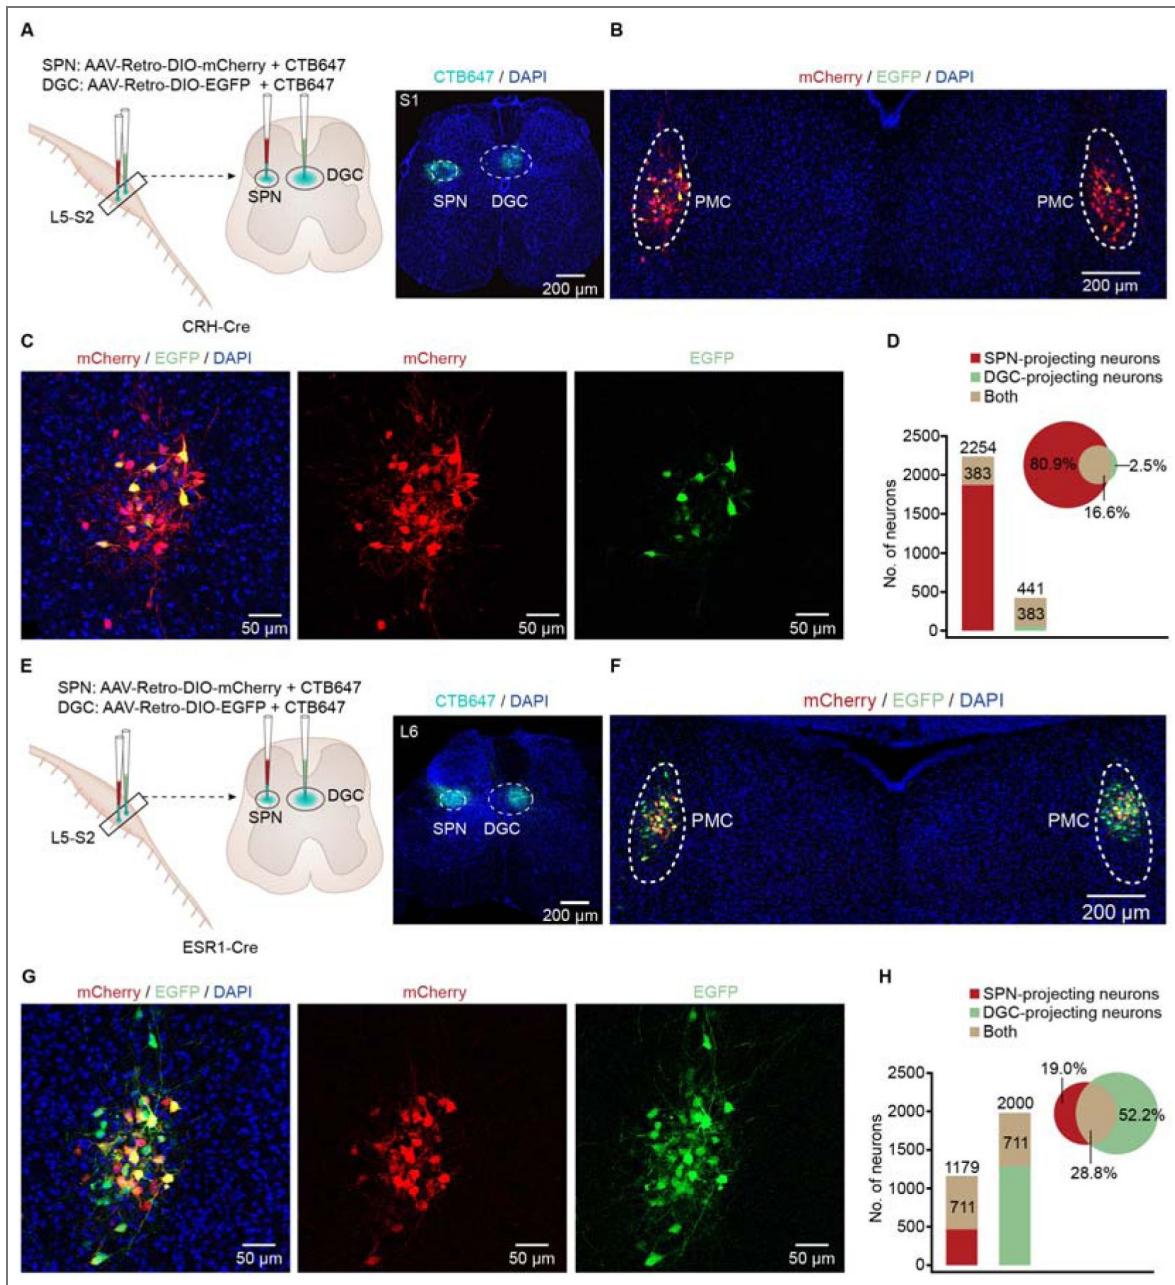 A
SPN: AAV-Retro-DIO-mCherry + CTB647
DGC: AAV-Retro-DIO-EGFP + CTB647
L5-S2
SPN
DGC
CRH-Cre
CTB647 / DAPI
S1
SPN DGC
200 µm
B
mCherry / EGFP / DAPI
PMC
PMC
200 µm
C
mCherry / EGFP / DAPI
mCherry
EGFP
50 µm
50 µm
50 µm
D
SPN-projecting neurons
DGC-projecting neurons
Both
No. of neurons
2500
2000
1500
1000
500
0
2254
383
441
383
80.9%
2.5%
16.6%
E
SPN: AAV-Retro-DIO-mCherry + CTB647
DGC: AAV-Retro-DIO-EGFP + CTB647
L5-S2
SPN
DGC
ESR1-Cre
CTB647 / DAPI
L6
SPN DGC
200 µm
F
mCherry / EGFP / DAPI
PMC
PMC
200 µm
G
mCherry / EGFP / DAPI
mCherry
EGFP
50 µm
50 µm
50 µm
H
SPN-projecting neurons
DGC-projecting neurons
Both
No. of neurons
2500
2000
1500
1000
500
0
1179
711
2000
711
19.0%
52.2%
28.8%